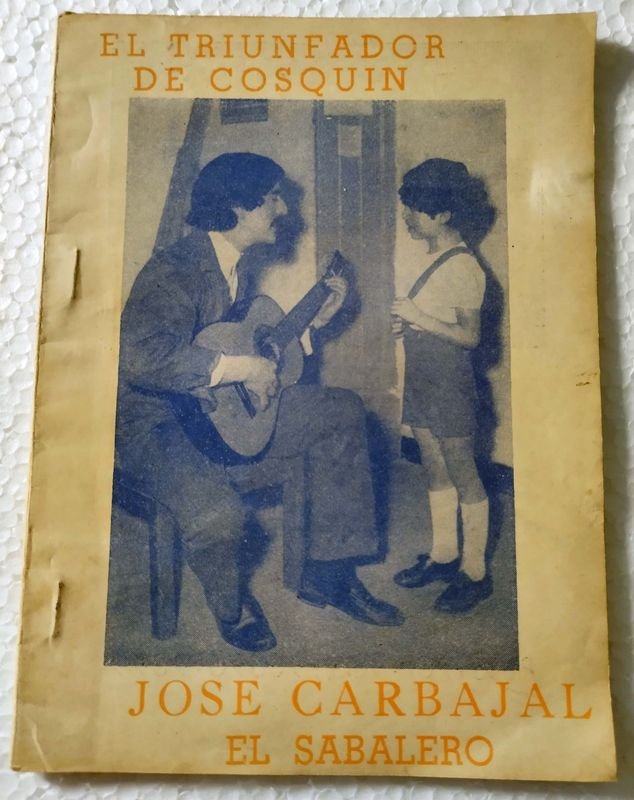 EL TRIUNFADOR
DE COSQUIN
JOSE CARBAJAL
EL SABALERO